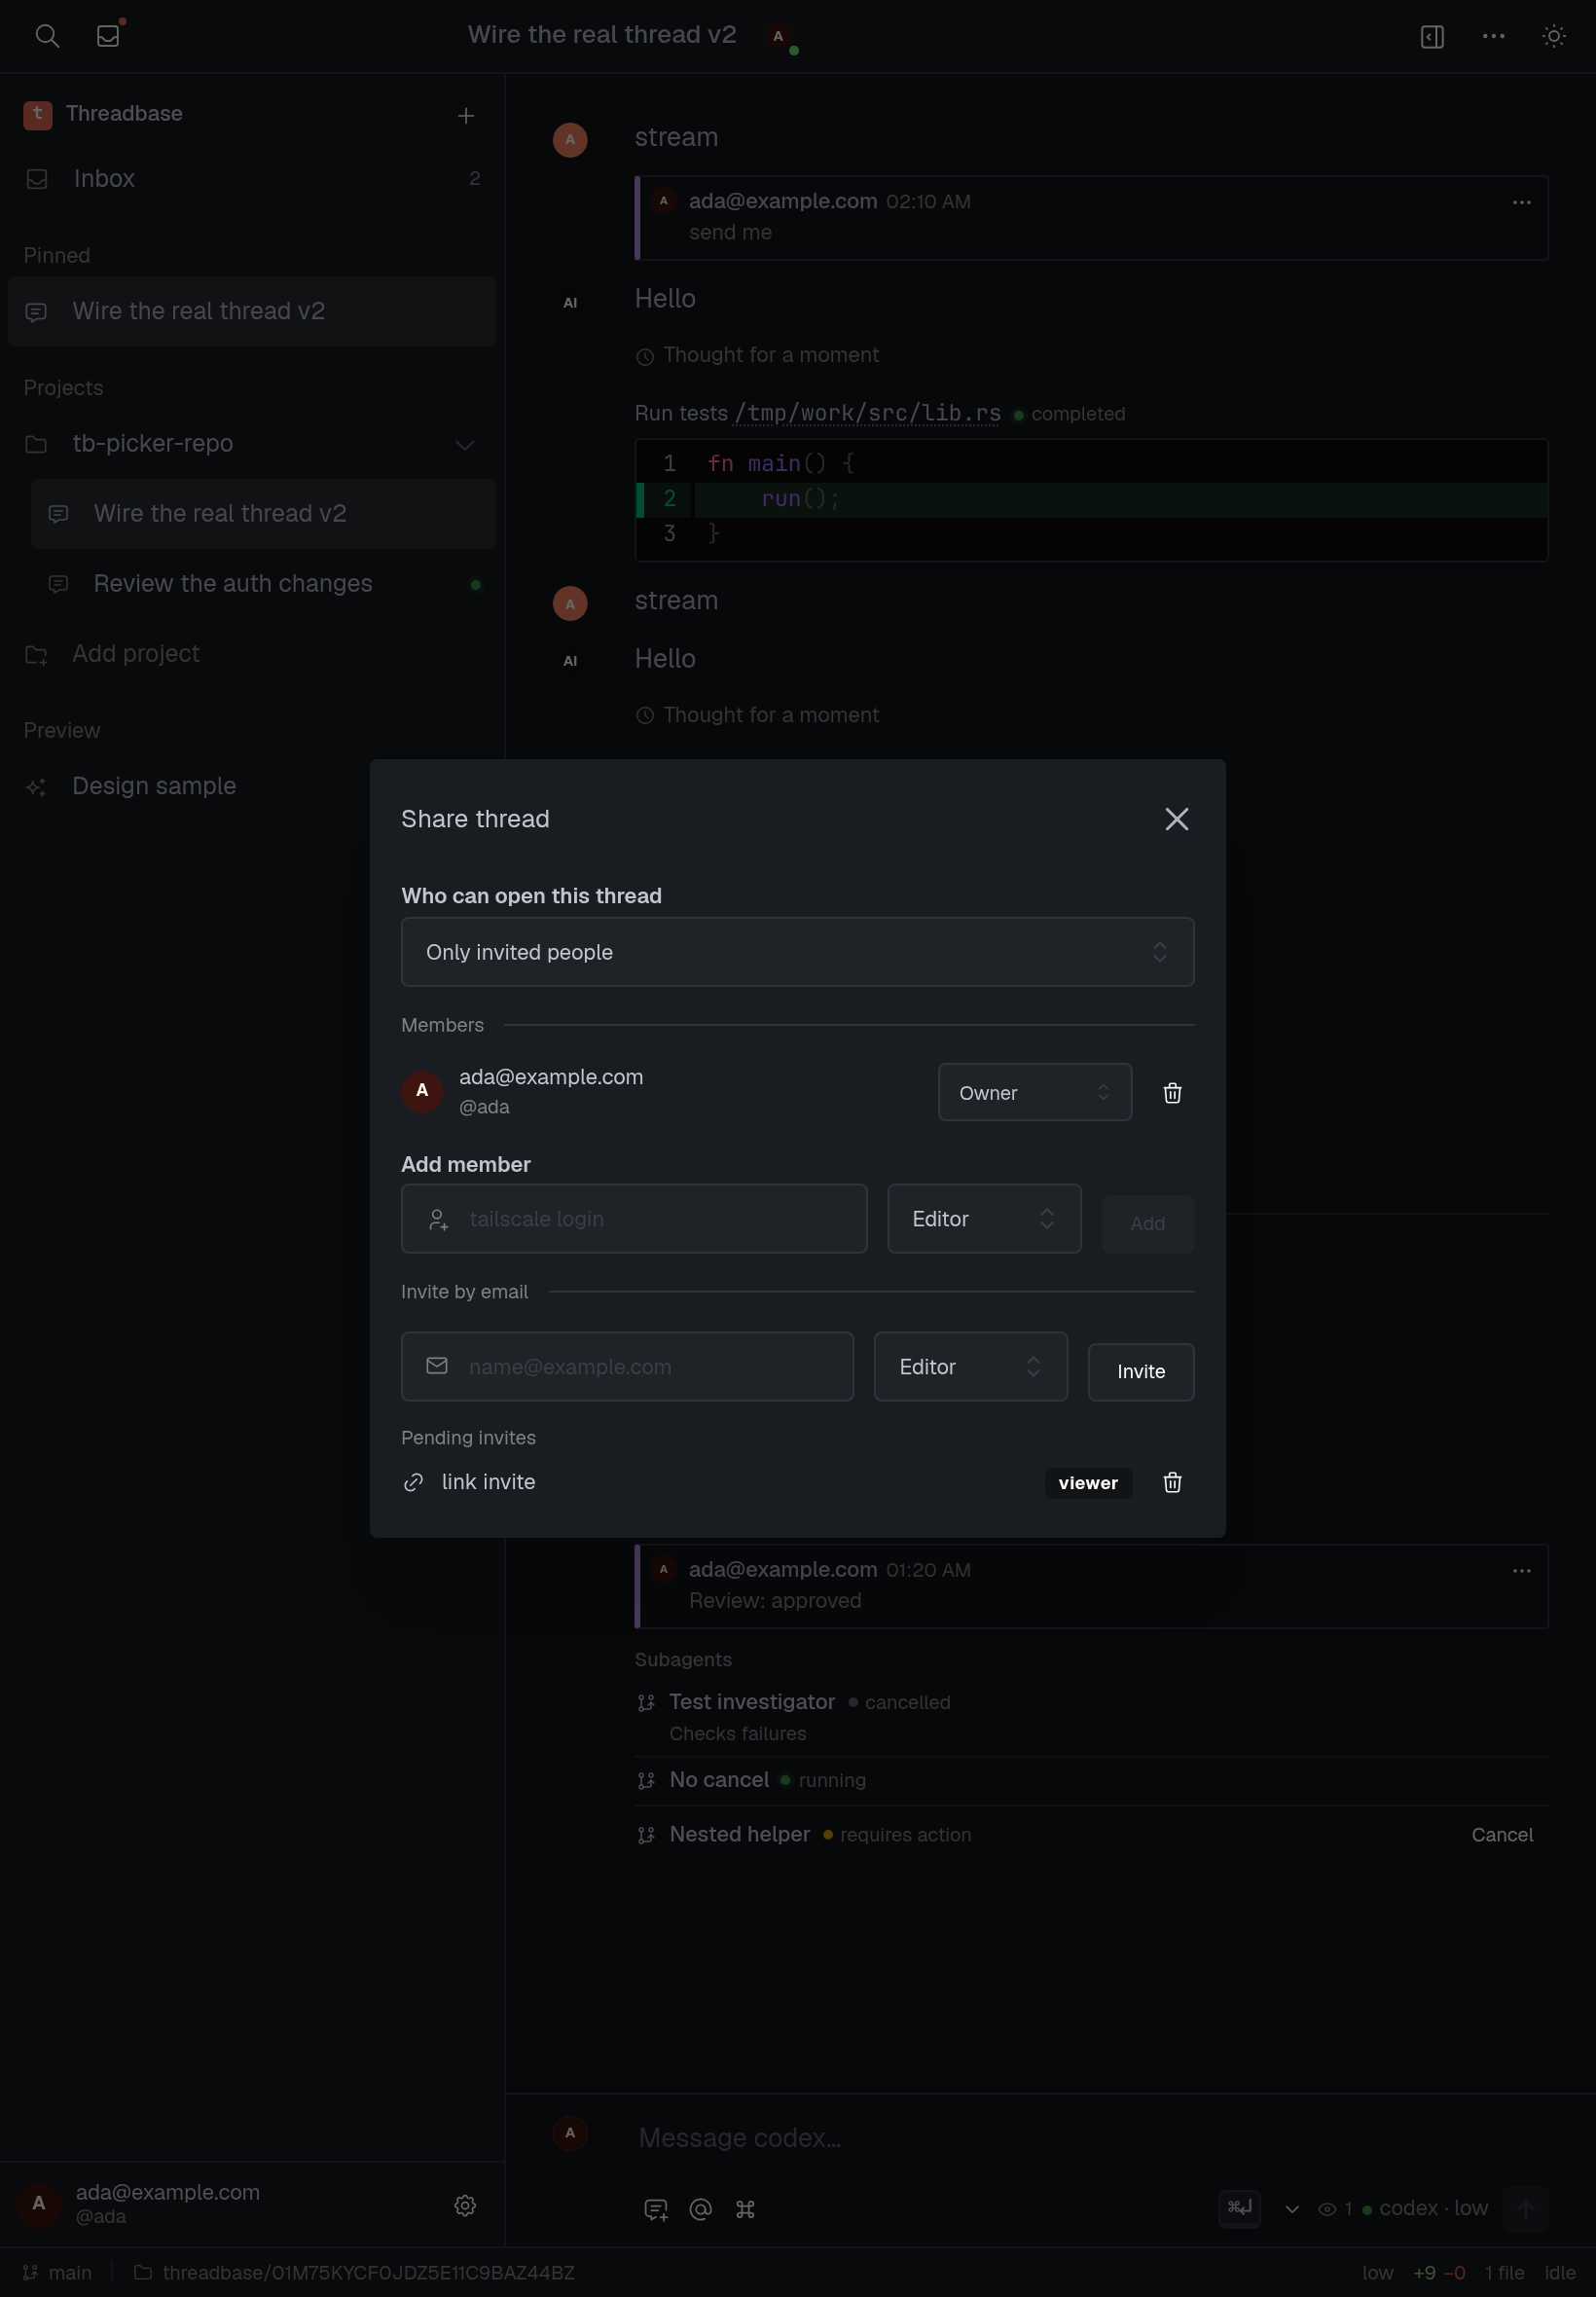 Wire the real thread v2
A
t
Threadbase
Inbox
2
Pinned
Wire the real thread v2
Projects
tb-picker-repo
Wire the real thread v2
Review the auth changes
Add project
Preview
Design sample
A
stream
A
ada@example.com 02:10 AM
send me
AI
Hello
Thought for a moment
Run tests /tmp/work/src/lib.rs completed
1 fn main() {
2 run();
3 }
A
stream
AI
Hello
Thought for a moment
Share thread
Who can open this thread
Only invited people
Members
A
ada@example.com
@ada
Owner
Add member
tailscale login
Editor
Add
Invite by email
name@example.com
Editor
Invite
Pending invites
link invite
viewer
A
ada@example.com 01:20 AM
Review: approved
Subagents
Test investigator cancelled
Checks failures
No cancel running
Nested helper requires action
Cancel
A
Message codex…
@ ⌘
⌘↵
1 codex · low
A
ada@example.com
@ada
main
threadbase/01M75KYCF0JDZ5E11C9BAZ44BZ
low +9 −0 1 file idle